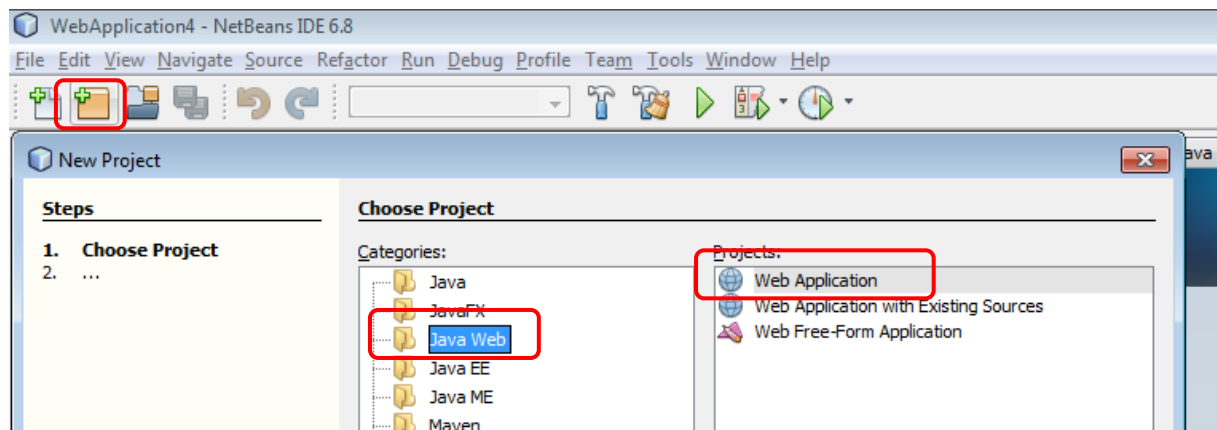 WebApplication4 - NetBeans IDE 6.8
File Edit View Navigate Source Refactor Run Debug Profile Team Tools Window Help
New Project
ava
Steps
Choose Project
1. Choose Project
2. ...
Categories:
Projects:
Java
JavaFX
Java Web
Java EE
Java ME
Maven
Web Application
Web Application with Existing Sources
Web Free-Form Application